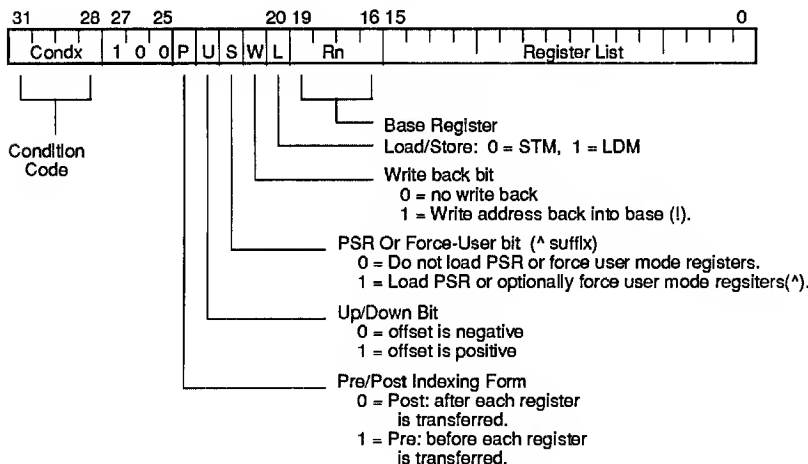 31 28 27 25 20 19 16 15 0
Condx 1 0 0 P U S W L Rn Register List
Base Register
Load/Store: 0 = STM, 1 = LDM
Condition
Code
Write back bit
0 = no write back
1 = Write address back into base (!).
PSR Or Force-User bit (^ suffix)
0 = Do not load PSR or force user mode registers.
1 = Load PSR or optionally force user mode regsiters(^).
Up/Down Bit
0 = offset is negative
1 = offset is positive
Pre/Post Indexing Form
0 = Post: after each register
is transferred.
1 = Pre: before each register
is transferred.